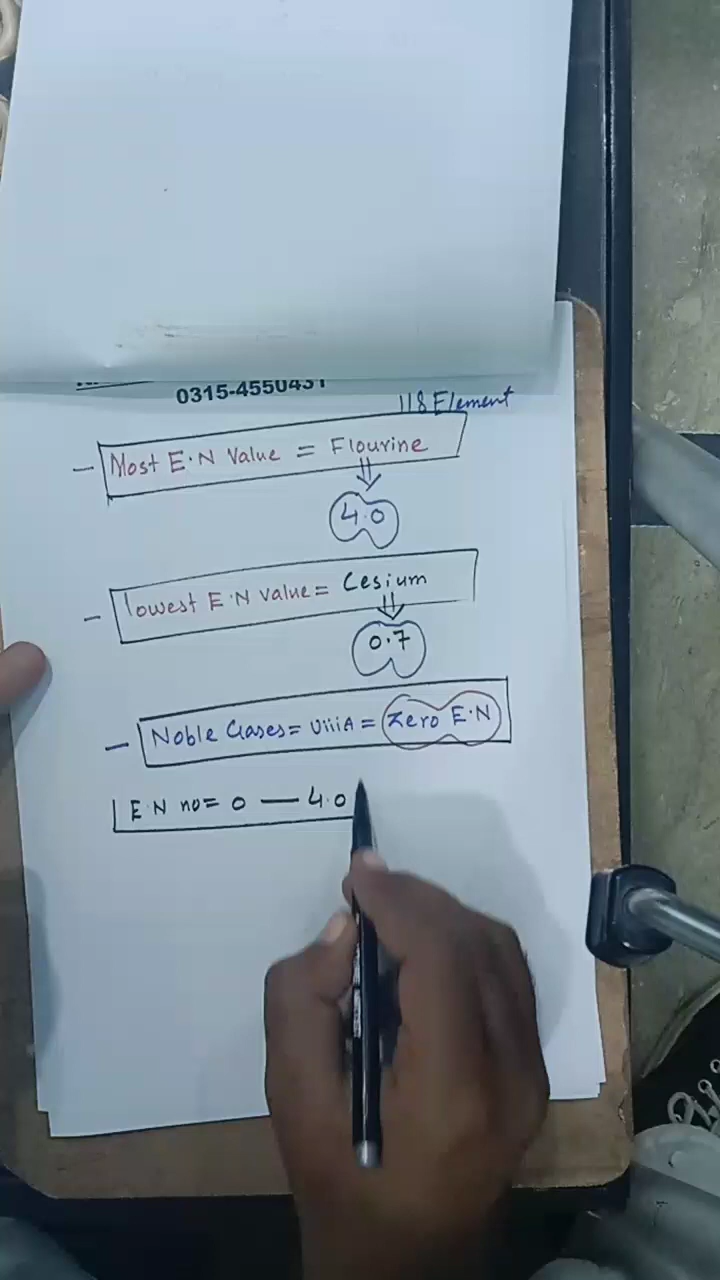 0315-4550431
118 Element
– Most E·N Value = Flourine
4.0
– lowest E·N value = Cesium
0.7
– Noble Gases = viiiA = Zero E·N
E·N no = 0 — 4.0